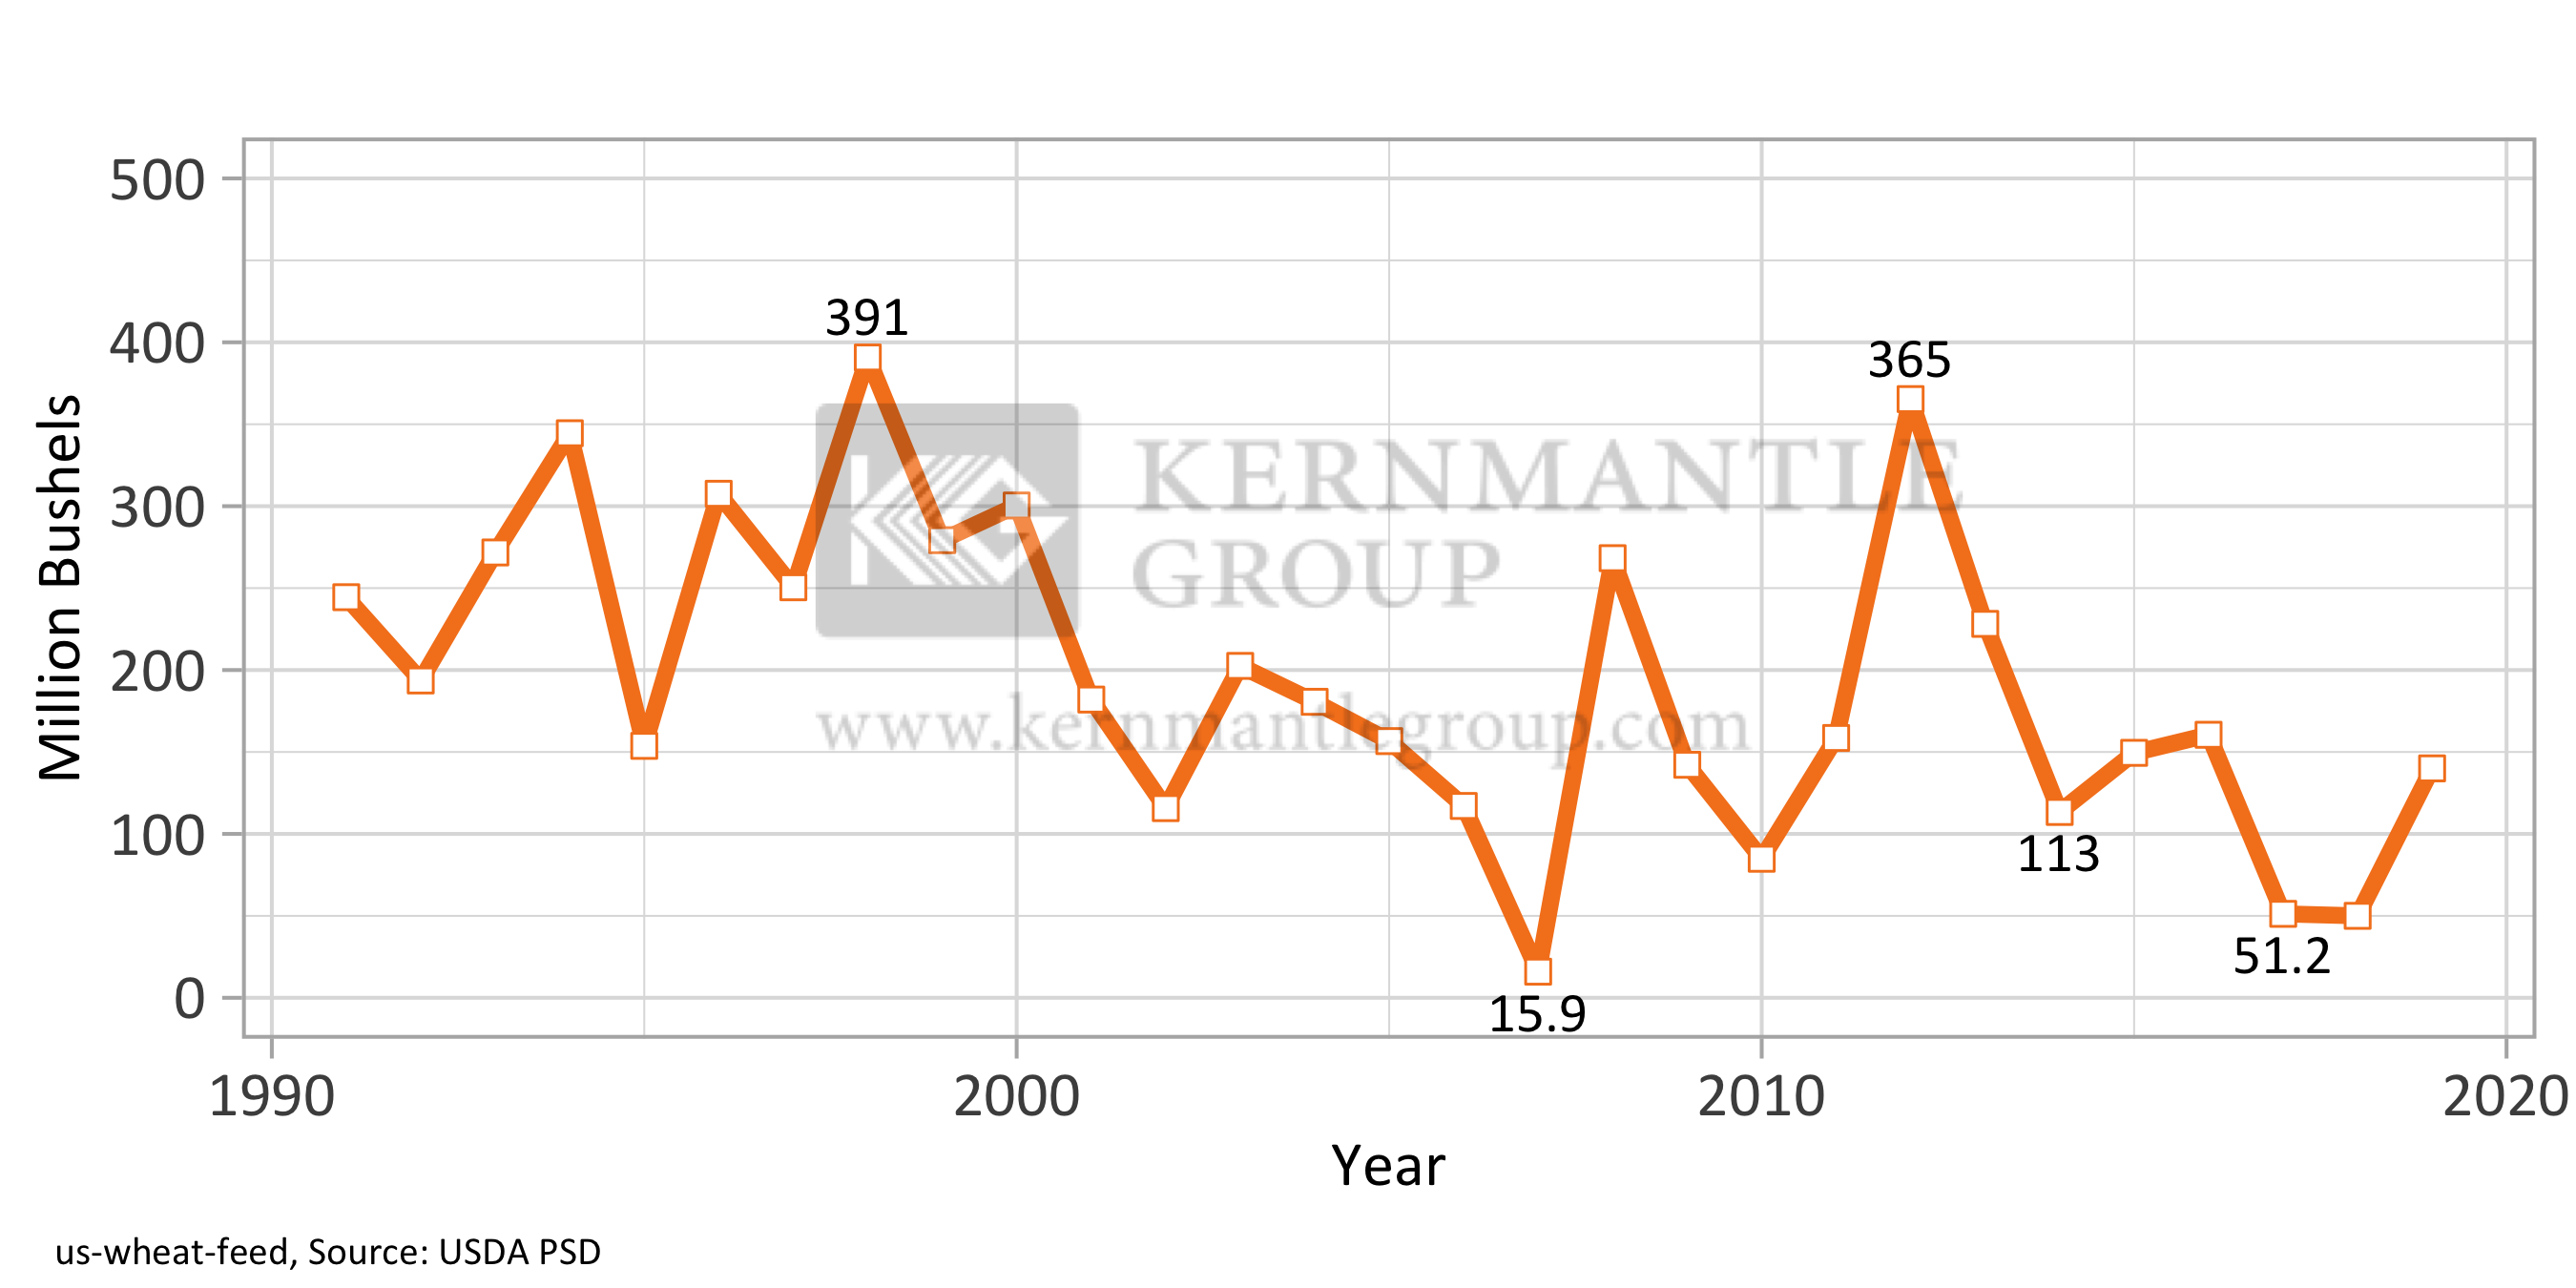 500
400
300
200
100
0
Million Bushels
391
365
15.9
113
51.2
KERNMANTLE
GROUP
www.kernmantlegroup.com
1990 2000 2010 2020
Year
us-wheat-feed, Source: USDA PSD